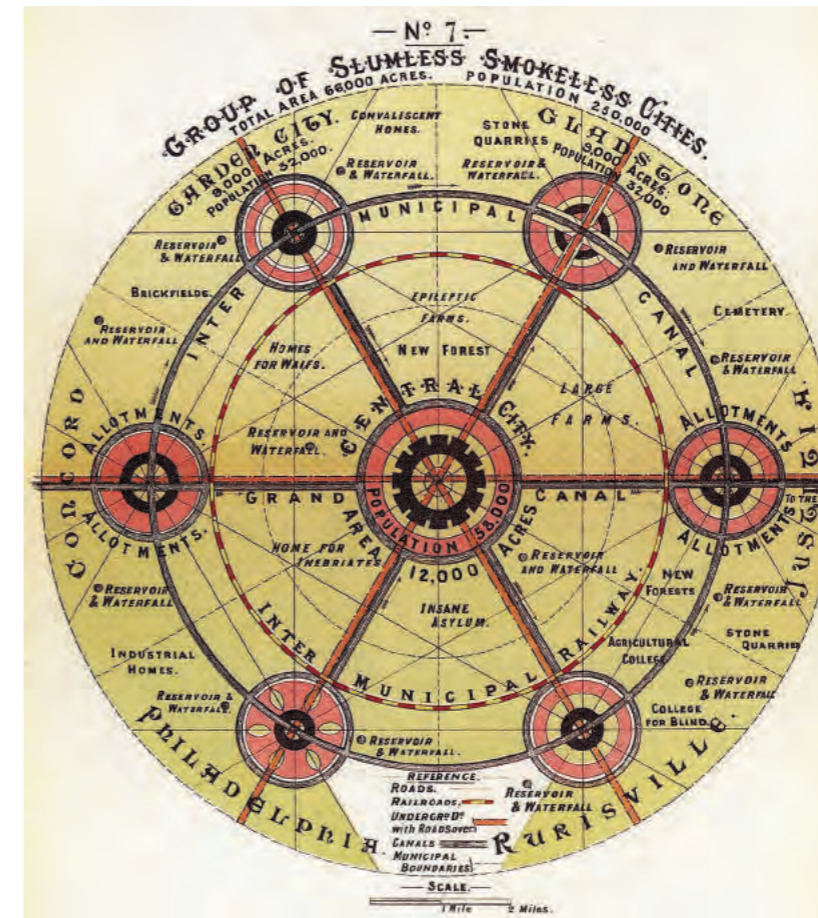 — Nº 7.—
GROUP OF SLUMLESS SMOKELESS CITIES.
TOTAL AREA 66,000 ACRES. POPULATION 250,000
GARDEN CITY.
9,000 ACRES.
POPULATION 32,000.
CONVALISCENT
HOMES.
RESERVOIR
& WATERFALL
STONE
QUARRIES
RESERVOIR &
WATERFALL.
GLADSTONE
9,000 ACRES.
POPULATION 32,000
INTER MUNICIPAL CANAL
RESERVOIR
& WATERFALL
BRICKFIELDS.
RESERVOIR
AND WATERFALL
RESERVOIR
AND WATERFALL
CEMETERY.
RESERVOIR
& WATERFALL
EPILEPTIC
FARMS.
NEW FOREST
HOMES
FOR WAIFS.
LARGE
FARMS.
CENTRAL CITY.
RESERVOIR AND
WATERFALL.
CONCORD
ALLOTMENTS.
ALLOTMENTS.
ALLOTMENTS
ALLOTMENTS
TO THE
GRAND CANAL
POPULATION 58,000
AREA 12,000 ACRES
HOME FOR
INEBRIATES
RESERVOIR
AND WATERFALL
INSANE
ASYLUM.
NEW
FORESTS
RESERVOIR
& WATERFALL
RESERVOIR
& WATERFALL
STONE
AGRICULTURAL
COLLEGE
INTER MUNICIPAL RAILWAY.
INDUSTRIAL
HOMES.
RESERVOIR &
WATERFALL.
RESERVOIR
& WATERFALL
COLLEGE
FOR BLIND.
RESERVOIR
& WATERFALL.
PHILADELPHIA.
RURISVILLE.
REFERENCE.
ROADS.
RAILROADS.
UNDERGRD Dº
with ROADS over
CANALS
MUNICIPAL
BOUNDARIES
RESERVOIR
& WATERFALL
—SCALE.—
1 Mile 2 Miles.